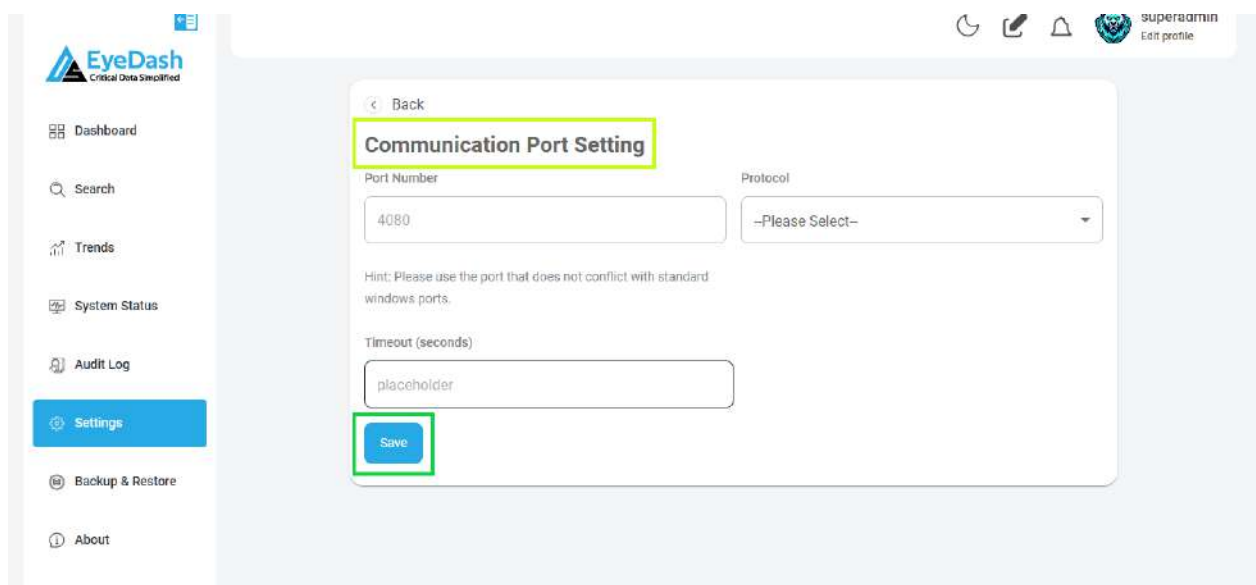 superadmin
Edit profile
EyeDash
Critical Data Simplified
Dashboard
Search
Trends
System Status
Audit Log
Settings
Backup & Restore
About
Back
Communication Port Setting
Port Number
Protocol
4080
--Please Select--
Hint: Please use the port that does not conflict with standard
windows ports.
Timeout (seconds)
placeholder
Save